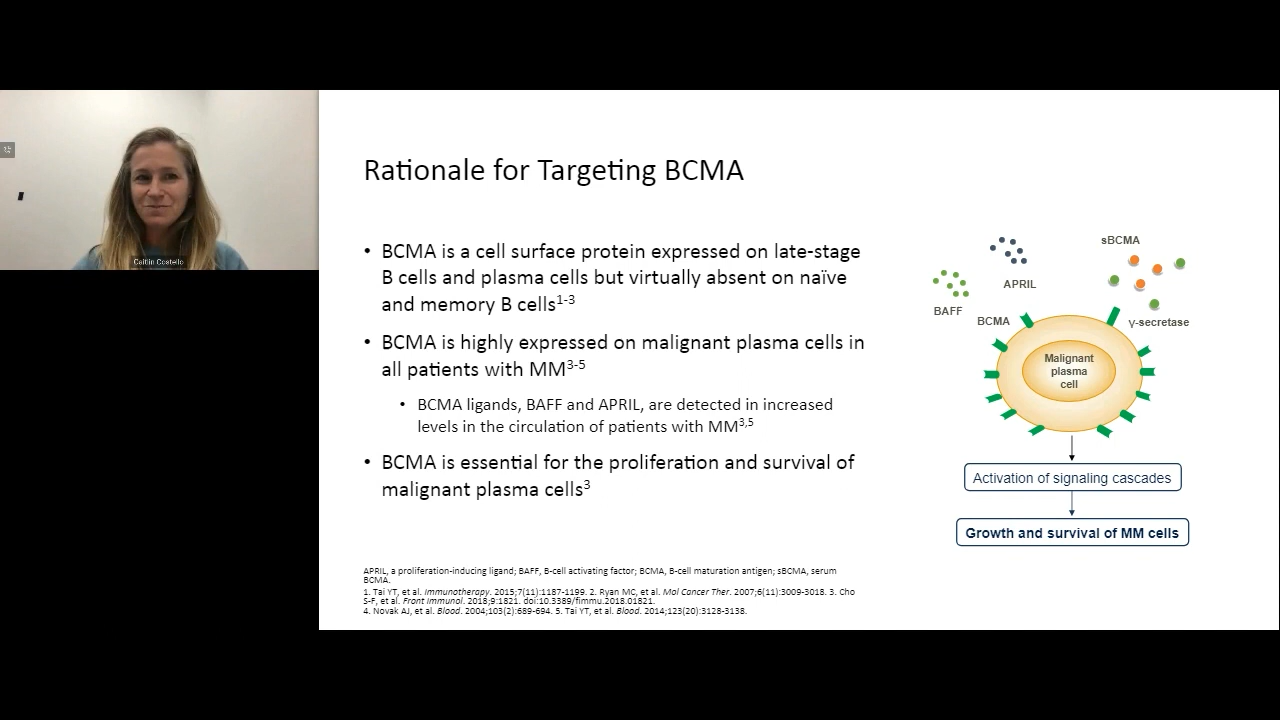 Caitlin Costello
Rationale for Targeting BCMA
• BCMA is a cell surface protein expressed on late-stage
B cells and plasma cells but virtually absent on naïve
and memory B cells1-3
• BCMA is highly expressed on malignant plasma cells in
all patients with MM3-5
• BCMA ligands, BAFF and APRIL, are detected in increased
levels in the circulation of patients with MM3,5
• BCMA is essential for the proliferation and survival of
malignant plasma cells3
sBCMA
APRIL
BAFF
BCMA
γ-secretase
Malignant
plasma
cell
Activation of signaling cascades
Growth and survival of MM cells
APRIL, a proliferation-inducing ligand; BAFF, B-cell activating factor; BCMA, B-cell maturation antigen; sBCMA, serum
BCMA.
1. Tai YT, et al. Immunotherapy. 2015;7(11):1187-1199. 2. Ryan MC, et al. Mol Cancer Ther. 2007;6(11):3009-3018. 3. Cho
S-F, et al. Front Immunol. 2018;9:1821. doi:10.3389/fimmu.2018.01821.
4. Novak AJ, et al. Blood. 2004;103(2):689-694. 5. Tai YT, et al. Blood. 2014;123(20):3128-3138.